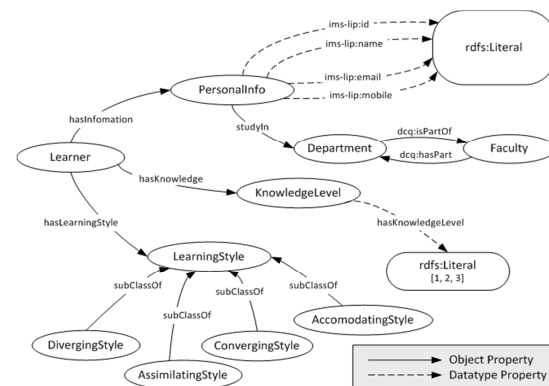 ims-lip:id
ims-lip:name
rdfs:Literal
ims-lip:email
ims-lip:mobile
PersonalInfo
hasInfomation
studyIn
Learner
Department
dcq:isPartOf
dcq:hasPart
Faculty
hasKnowledge
KnowledgeLevel
hasLearningStyle
hasKnowledgeLevel
LearningStyle
rdfs:Literal
[1, 2, 3]
subClassOf
subClassOf
subClassOf
subClassOf
AccomodatingStyle
DivergingStyle
ConvergingStyle
AssimilatingStyle
Object Property
Datatype Property